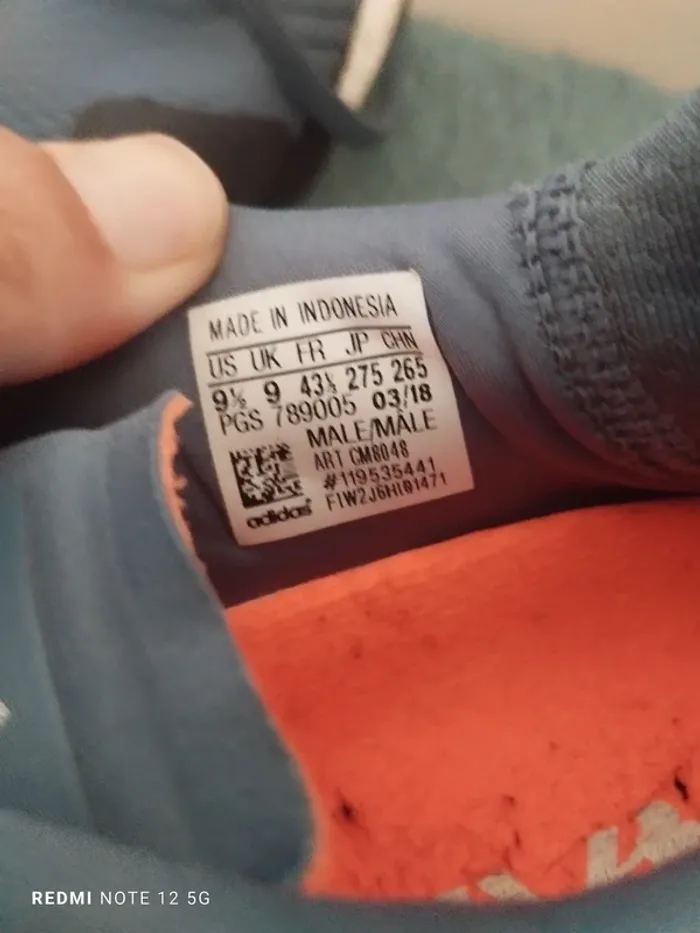 MADE IN INDONESIA
US UK FR JP CHN
9½ 9 43⅓ 275 265
PGS 789005 03/18
MALE/MÂLE
ART CM8048
#119535441
F1W2J6HL01471
adidas
REDMI NOTE 12 5G